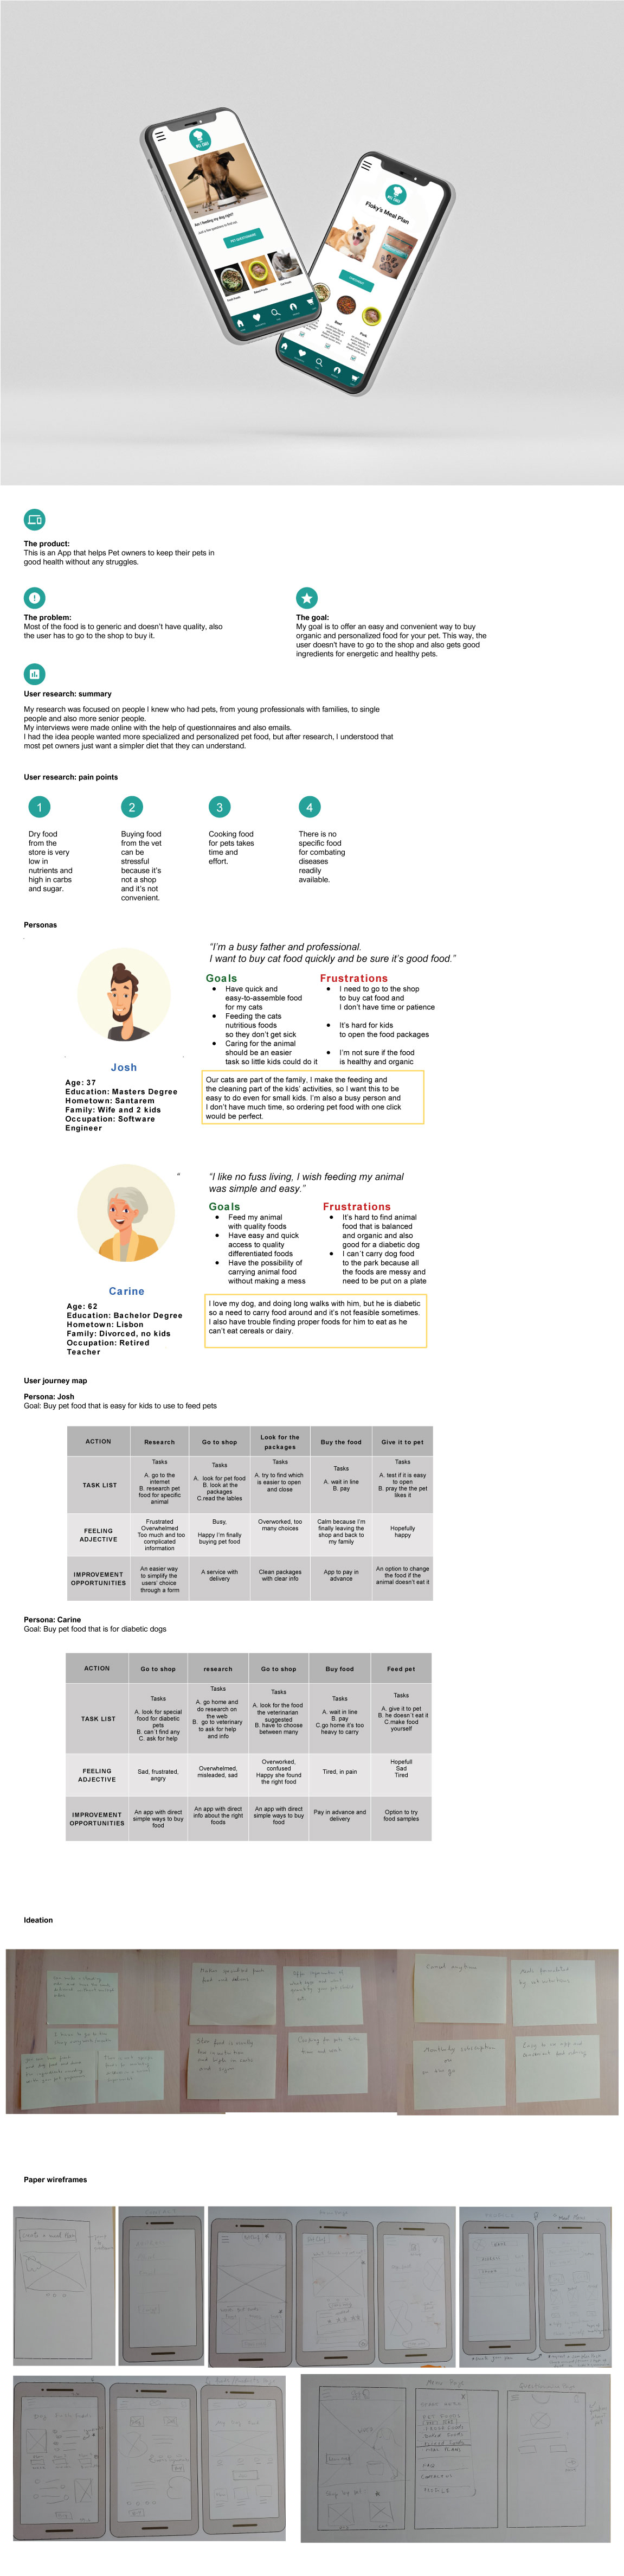 Am I feeding my dog right?
PET QUESTIONNAIRE
Floky's Meal Plan
Beef
Pork
The product:
This is an App that helps Pet owners to keep their pets in
good health without any struggles.
The problem:
Most of the food is to generic and doesn't have quality, also
the user has to go to the shop to buy it.
The goal:
My goal is to offer an easy and convenient way to buy
organic and personalized food for your pet. This way, the
user doesn't have to go to the shop and also gets good
ingredients for energetic and healthy pets.
User research: summary
My research was focused on people I knew who had pets, from young professionals with families, to single
people and also more senior people.
My interviews were made online with the help of questionnaires and also emails.
I had the idea people wanted more specialized and personalized pet food, but after research, I understood that
most pet owners just want a simpler diet that they can understand.
User research: pain points
1
Dry food
from the
store is very
low in
nutrients and
high in carbs
and sugar.
2
Buying food
from the vet
can be
stressful
because it's
not a shop
and it's not
convenient.
3
Cooking food
for pets takes
time and
effort.
4
There is no
specific food
for combating
diseases
readily
available.
Personas
"I'm a busy father and professional.
I want to buy cat food quickly and be sure it's good food."
Goals
Have quick and
easy-to-assemble food
for my cats
Feeding the cats
nutritious foods
so they don't get sick
Caring for the animal
should be an easier
task so little kids could do it
Frustrations
I need to go to the shop
to buy cat food and
I don't have time or patience
It's hard for kids
to open the food packages
I'm not sure if the food
is healthy and organic
Josh
Age: 37
Education: Masters Degree
Hometown: Santarem
Family: Wife and 2 kids
Occupation: Software
Engineer
Our cats are part of the family, I make the feeding and
the cleaning part of the kids' activities, so I want this to be
easy to do even for small kids. I'm also a busy person and
I don't have much time, so ordering pet food with one click
would be perfect.
"I like no fuss living, I wish feeding my animal
was simple and easy."
Goals
Feed my animal
with quality foods
Have easy and quick
access to quality
differentiated foods
Have the possibility of
carrying animal food
without making a mess
Frustrations
It's hard to find animal
food that is balanced
and organic and also
good for a diabetic dog
I can´t carry dog food
to the park because all
the foods are messy and
need to be put on a plate
Carine
Age: 62
Education: Bachelor Degree
Hometown: Lisbon
Family: Divorced, no kids
Occupation: Retired
Teacher
I love my dog, and doing long walks with him, but he is diabetic
so a need to carry food around and it's not feasible sometimes.
I also have trouble finding proper foods for him to eat as he
can't eat cereals or dairy.
User journey map
Persona: Josh
Goal: Buy pet food that is easy for kids to use to feed pets
ACTION
Research
Go to shop
Look for the
packages
Buy the food
Give it to pet
TASK LIST
Tasks
A. go to the
internet
B. research pet
food for specific
animal
Tasks
A. look for pet food
B. look at the
packages
C.read the lables
Tasks
A. try to find which
is easier to open
and close
Tasks
A. wait in line
B. pay
Tasks
A. test if it is easy
to open
B. pray the the pet
likes it
FEELING
ADJECTIVE
Frustrated
Overwhelmed
Too much and too
complicated
information
Busy,
Happy I'm finally
buying pet food
Overworked, too
many choices
Calm because I'm
finally leaving the
shop and back to
my family
Hopefully
happy
IMPROVEMENT
OPPORTUNITIES
An easier way
to simplify the
users' choice
through a form
A service with
delivery
Clean packages
with clear info
App to pay in
advance
An option to change
the food if the
animal doesn't eat it
Persona: Carine
Goal: Buy pet food that is for diabetic dogs
ACTION
Go to shop
research
Go to shop
Buy food
Feed pet
TASK LIST
Tasks
A. look for special
food for diabetic
pets
B. can´t find any
C. ask for help
Tasks
A. go home and
do research on
the web
B. go to veterinary
to ask for help
and info
Tasks
A. look for the food
the veterinarian
suggested
B. have to choose
between many
Tasks
A. wait in line
B. pay
C.go home it's too
heavy to carry
Tasks
A. give it to pet
B. he doesn't eat it
C.make food
yourself
FEELING
ADJECTIVE
Sad, frustrated,
angry
Overwhelmed,
misleaded, sad
Overworked,
confused
Happy she found
the right food
Tired, in pain
Hopefull
Sad
Tired
IMPROVEMENT
OPPORTUNITIES
An app with direct
simple ways to buy
food
An app with direct
info about the right
foods
An app with direct
simple ways to buy
food
Pay in advance and
delivery
Option to try
food samples
Ideation
Cancel anytime
Monthly subscription
or
Paper wireframes